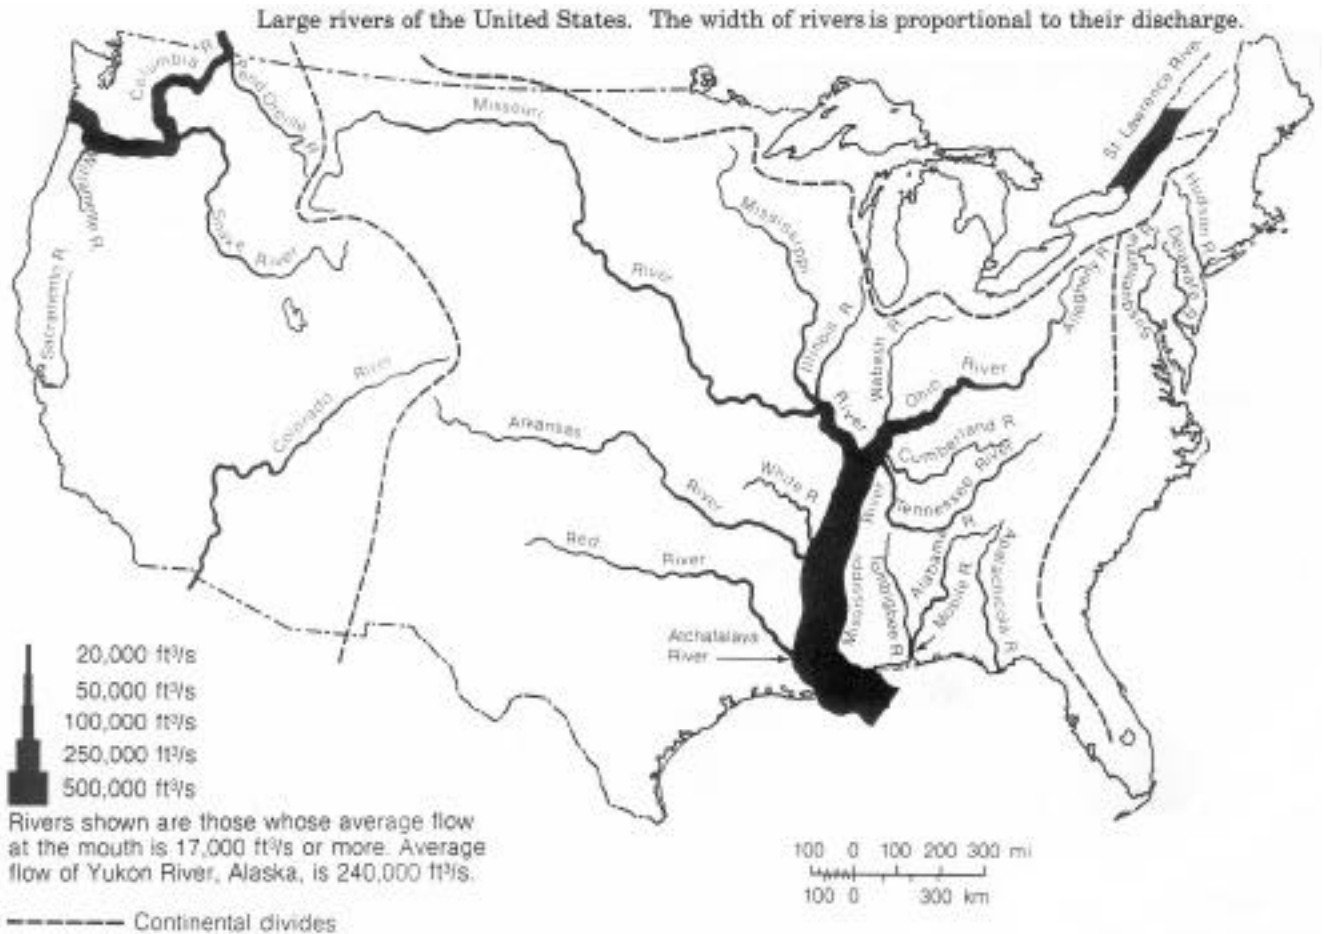 Large rivers of the United States. The width of rivers is proportional to their discharge.
Columbia R
Pend Oreille R
Missouri
River
Willamette R
Snake River
Sacramento R
Colorado River
Mississippi
River
Illinois R
Wabash R
Ohio River
Allegheny R
St Lawrence River
Hudson R
Delaware R
Susquehanna
Arkansas
River
White R
Red
River
Cumberland R
Tennessee River
Mississippi River
Tombigbee R
Alabama R
Mobile R
Apalachicola R
Atchafalaya
River
20,000 ft³/s
50,000 ft³/s
100,000 ft³/s
250,000 ft³/s
500,000 ft³/s
Rivers shown are those whose average flow
at the mouth is 17,000 ft³/s or more. Average
flow of Yukon River, Alaska, is 240,000 ft³/s.
Continental divides
100 0 100 200 300 mi
100 0 300 km